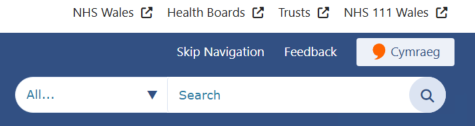 NHS Wales Health Boards Trusts NHS 111 Wales
Skip Navigation Feedback Cymraeg
All... Search